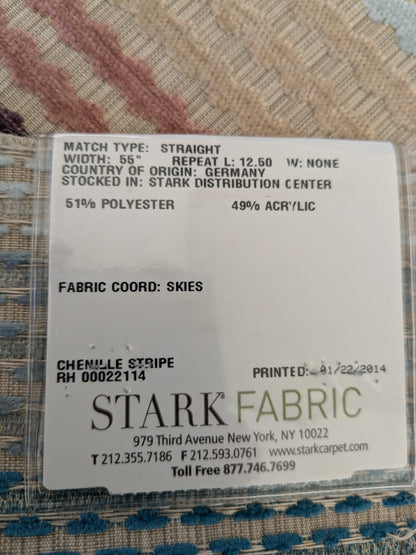 MATCH TYPE: STRAIGHT
WIDTH: 55" REPEAT L: 12.50 W: NONE
COUNTRY OF ORIGIN: GERMANY
STOCKED IN: STARK DISTRIBUTION CENTER
51% POLYESTER 49% ACRYLIC
FABRIC COORD: SKIES
CHENILLE STRIPE
RH 00022114 PRINTED: 01/22/2014
STARK FABRIC
979 Third Avenue New York, NY 10022
T 212.355.7186 F 212.593.0761 www.starkcarpet.com
Toll Free 877.746.7699